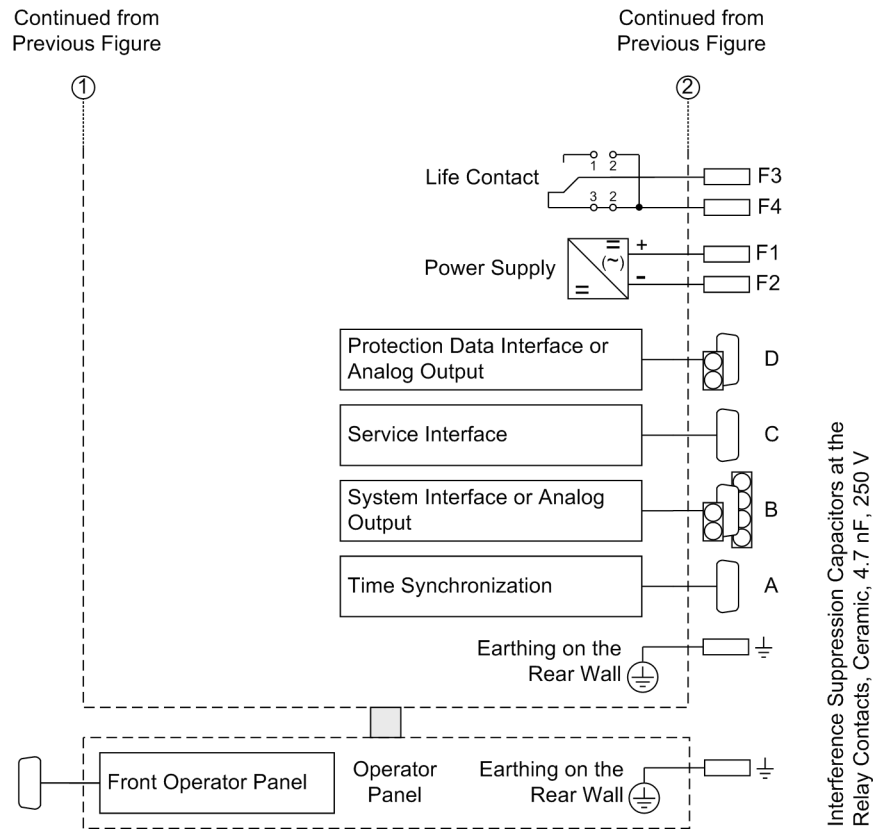 Continued from
Previous Figure
Continued from
Previous Figure
1
2
Life Contact
1 2
3 2
F3
F4
Power Supply
=
(~)
=
+
-
F1
F2
Protection Data Interface or
Analog Output
D
Service Interface
C
System Interface or Analog
Output
B
Time Synchronization
A
Earthing on the
Rear Wall
Front Operator Panel
Operator
Panel
Earthing on the
Rear Wall
Interference Suppression Capacitors at the
Relay Contacts, Ceramic, 4.7 nF, 250 V